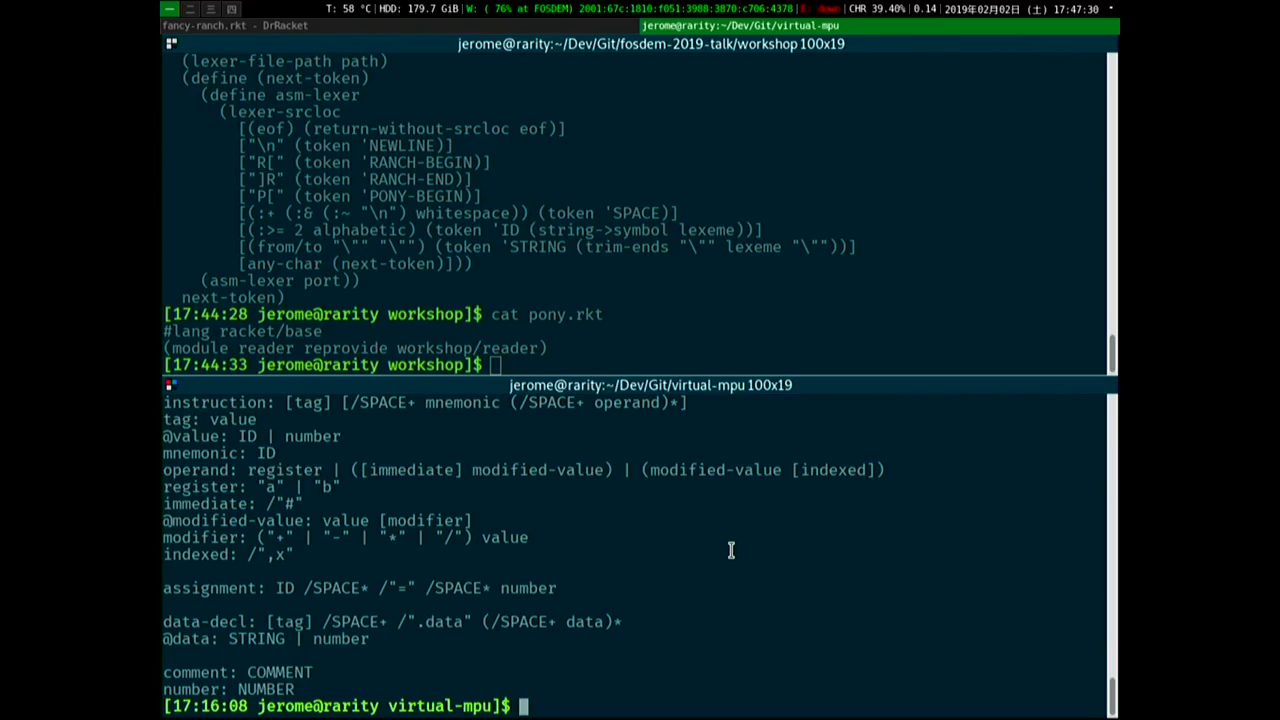 一 二 三 四 T: 58 °C| HDD: 179.7 GiB| W: ( 76% at FOSDEM) 2001:67c:1810:f051:3988:3870:c706:4378| E: down| CHR 39.40%| 0.14| 2019年02月02日 (土) 17:47:30
fancy-ranch.rkt - DrRacket
jerome@rarity:~/Dev/Git/virtual-mpu
jerome@rarity:~/Dev/Git/fosdem-2019-talk/workshop 100x19
(lexer-file-path path)
(define (next-token)
(define asm-lexer
(lexer-srcloc
[(eof) (return-without-srcloc eof)]
["\n" (token 'NEWLINE)]
["R[" (token 'RANCH-BEGIN)]
["]R" (token 'RANCH-END)]
["P[" (token 'PONY-BEGIN)]
[(:+ (:& (:~ "\n") whitespace)) (token 'SPACE)]
[(:>= 2 alphabetic) (token 'ID (string->symbol lexeme))]
[(from/to "\"" "\"") (token 'STRING (trim-ends "\"" lexeme "\""))]
[any-char (next-token)]))
(asm-lexer port))
next-token)
[17:44:28 jerome@rarity workshop]$ cat pony.rkt
#lang racket/base
(module reader reprovide workshop/reader)
[17:44:33 jerome@rarity workshop]$
jerome@rarity:~/Dev/Git/virtual-mpu 100x19
instruction: [tag] [/SPACE+ mnemonic (/SPACE+ operand)*]
tag: value
@value: ID | number
mnemonic: ID
operand: register | ([immediate] modified-value) | (modified-value [indexed])
register: "a" | "b"
immediate: /"#"
@modified-value: value [modifier]
modifier: ("+" | "-" | "*" | "/") value
indexed: /",x"
assignment: ID /SPACE* /"=" /SPACE* number
data-decl: [tag] /SPACE+ /".data" (/SPACE+ data)*
@data: STRING | number
comment: COMMENT
number: NUMBER
[17:16:08 jerome@rarity virtual-mpu]$